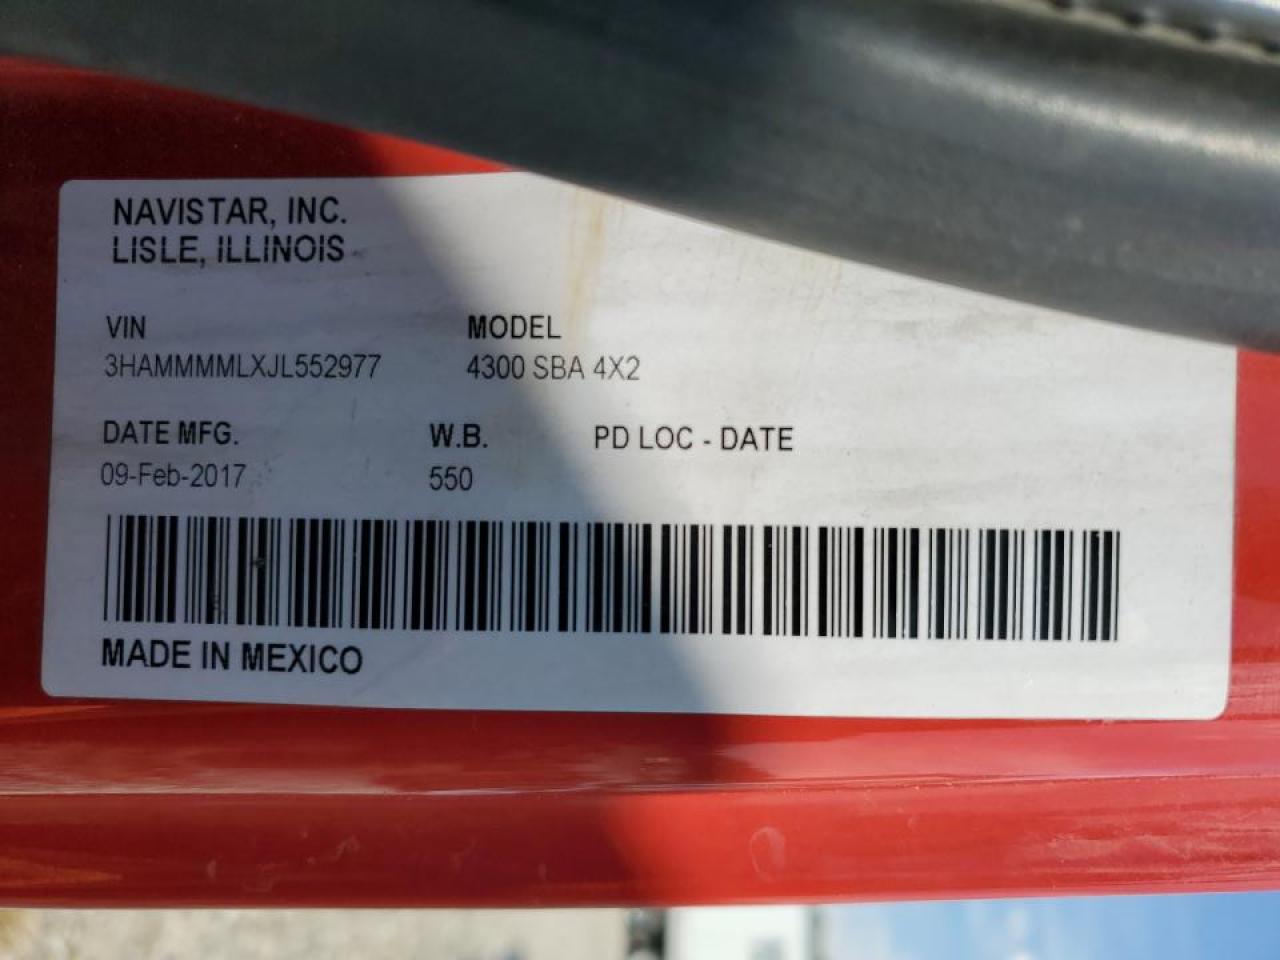 NAVISTAR, INC.
LISLE, ILLINOIS
VIN MODEL
3HAMMMMLXJL552977 4300 SBA 4X2
DATE MFG. W.B. PD LOC - DATE
09-Feb-2017 550
MADE IN MEXICO